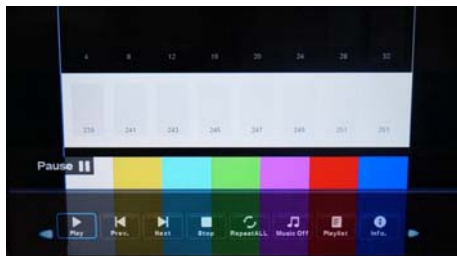 4 8 12 16 20 24 28 32
239 241 243 245 247 249 251 253
Pause
Play Prev. Next Stop RepeatALL Music Off Playlist Info.